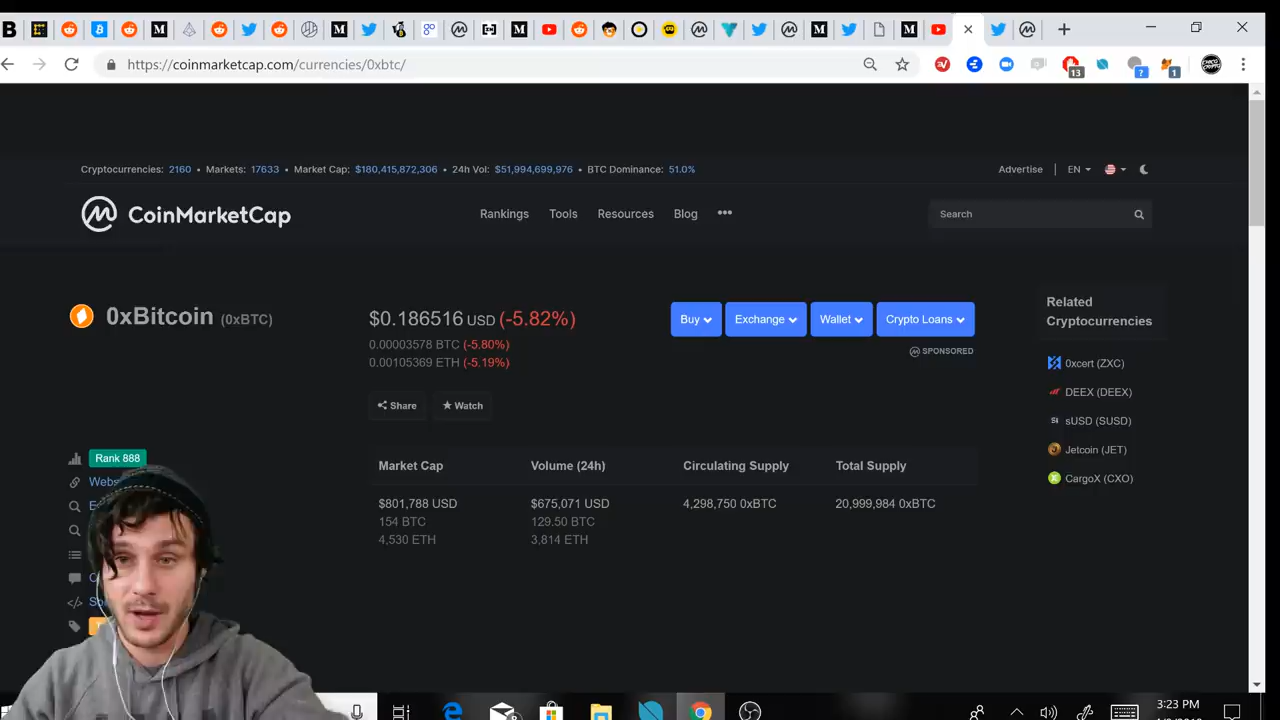 https://coinmarketcap.com/currencies/0xbtc/
13
?
1
Cryptocurrencies: 2160 • Markets: 17633 • Market Cap: $180,415,872,306 • 24h Vol: $51,994,699,976 • BTC Dominance: 51.0%
Advertise
EN
CoinMarketCap
Rankings
Tools
Resources
Blog
•••
Search
0xBitcoin (0xBTC)
$0.186516 USD (-5.82%)
0.00003578 BTC (-5.80%)
0.00105369 ETH (-5.19%)
Buy
Exchange
Wallet
Crypto Loans
SPONSORED
Share
Watch
Related
Cryptocurrencies
0xcert (ZXC)
DEEX (DEEX)
sUSD (SUSD)
Jetcoin (JET)
CargoX (CXO)
Rank 888
Market Cap
Volume (24h)
Circulating Supply
Total Supply
$801,788 USD
$675,071 USD
4,298,750 0xBTC
20,999,984 0xBTC
154 BTC
129.50 BTC
4,530 ETH
3,814 ETH
3:23 PM